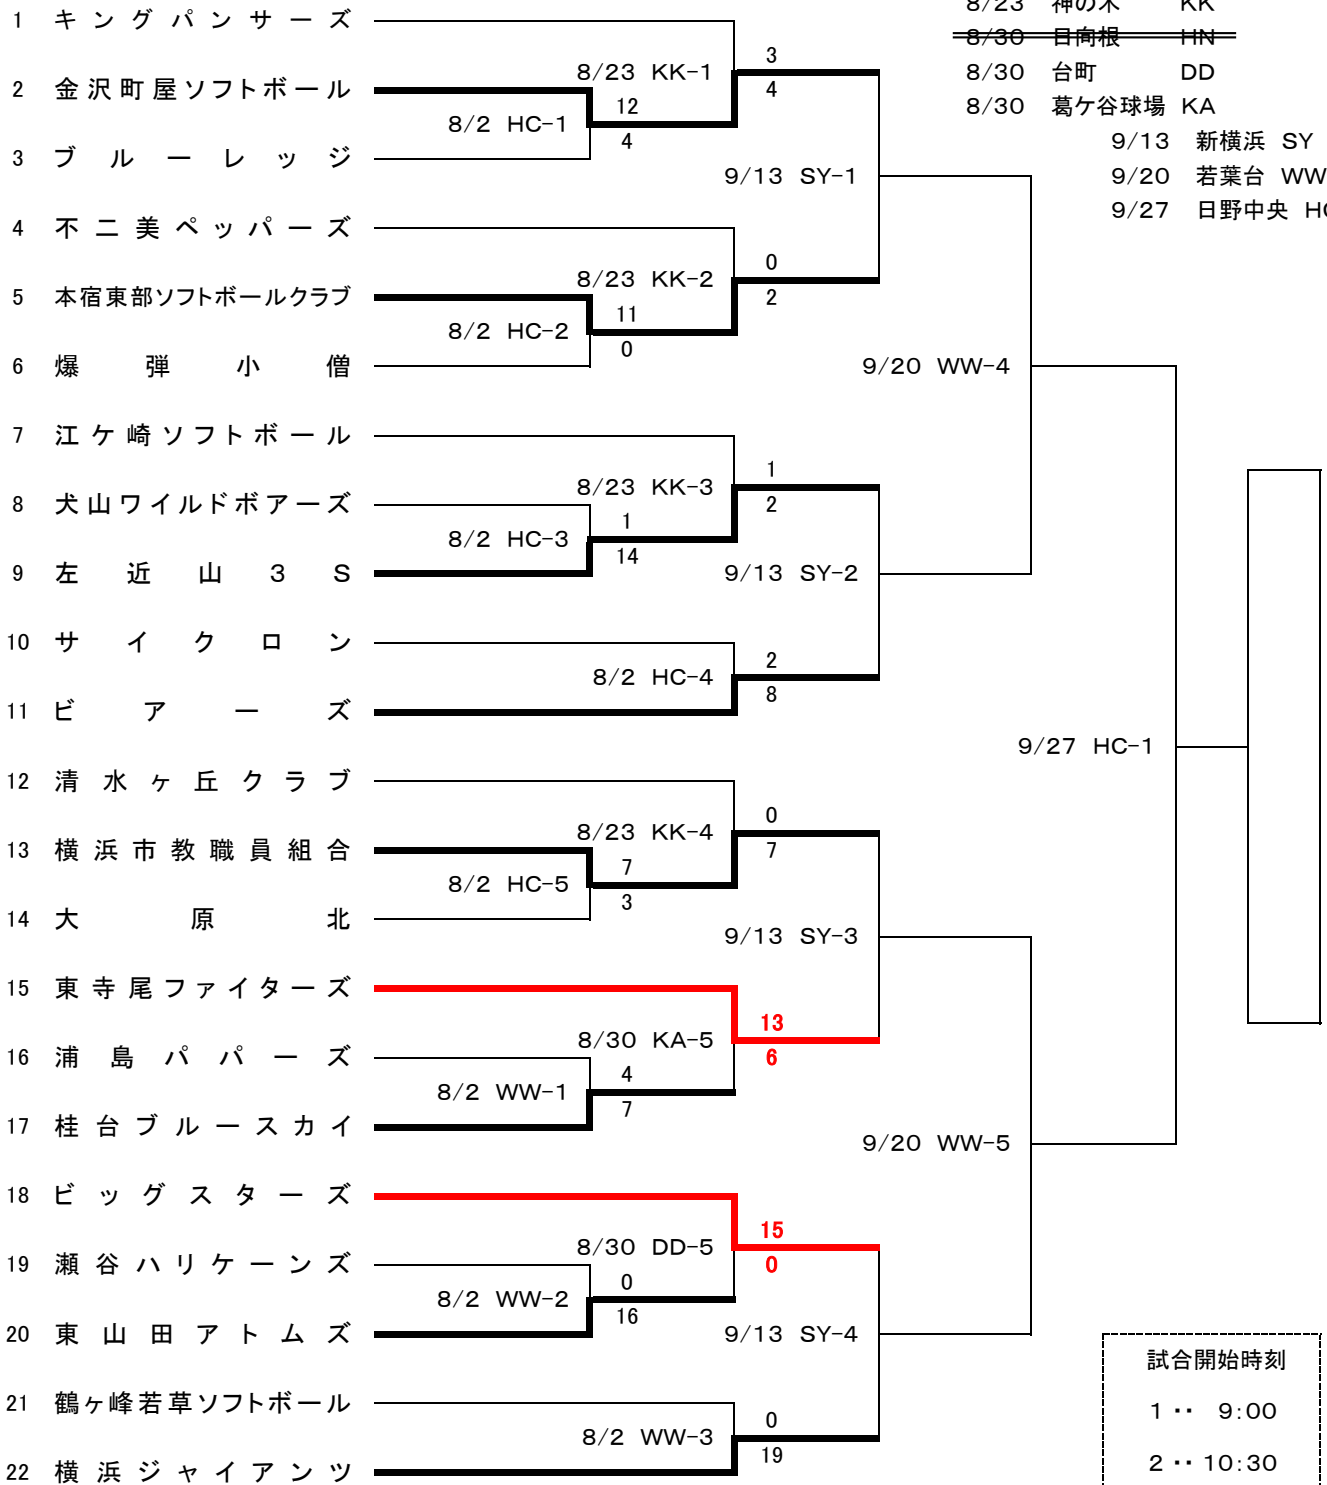 8/23 神の木 KK
8/30 日向根 HN
8/30 台町 DD
8/30 葛ケ谷球場 KA
9/13 新横浜 SY
9/20 若葉台 WW
9/27 日野中央 HC
1 キングパンサーズ
8/23 KK-1
3
4
2 金沢町屋ソフトボール
8/2 HC-1
12
4
3 ブルーレッジ
9/13 SY-1
4 不二美ペッパーズ
8/23 KK-2
0
2
5 本宿東部ソフトボールクラブ
8/2 HC-2
11
0
6 爆弾小僧
9/20 WW-4
7 江ケ崎ソフトボール
8/23 KK-3
1
2
8 犬山ワイルドボアーズ
8/2 HC-3
1
14
9 左近山3S
9/13 SY-2
10 サイクロン
8/2 HC-4
2
8
11 ビアーズ
9/27 HC-1
12 清水ヶ丘クラブ
8/23 KK-4
0
7
13 横浜市教職員組合
8/2 HC-5
7
3
14 大原北
9/13 SY-3
15 東寺尾ファイターズ
8/30 KA-5
13
6
16 浦島パパーズ
8/2 WW-1
4
7
17 桂台ブルースカイ
9/20 WW-5
18 ビッグスターズ
8/30 DD-5
15
0
19 瀬谷ハリケーンズ
8/2 WW-2
0
16
20 東山田アトムズ
9/13 SY-4
21 鶴ヶ峰若草ソフトボール
8/2 WW-3
0
19
22 横浜ジャイアンツ
試合開始時刻
1 ‥ 9:00
2 ‥ 10:30